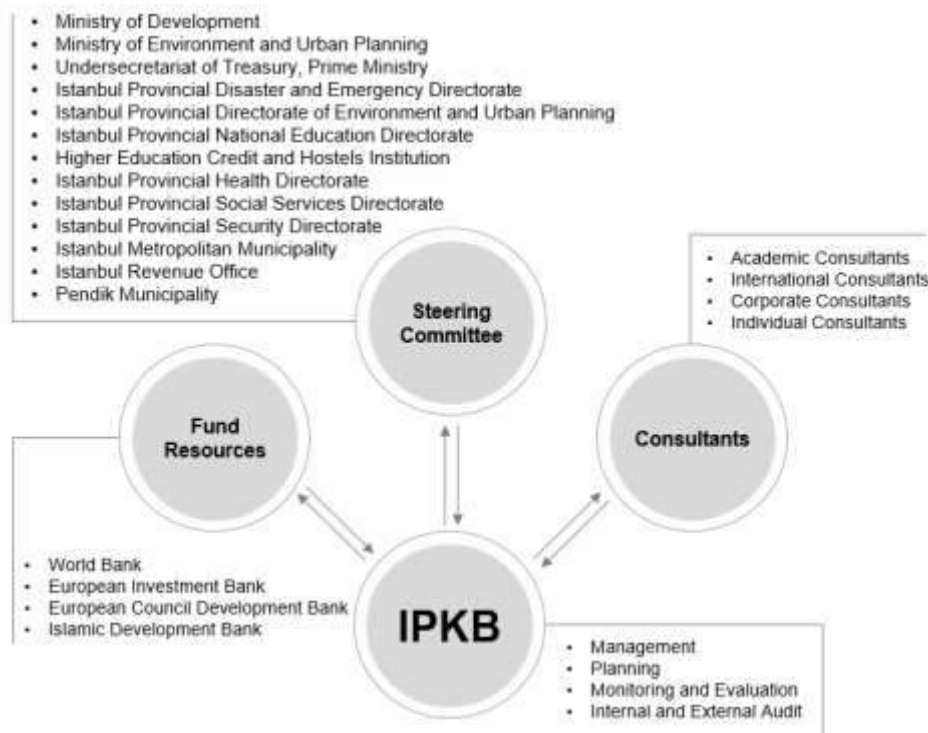 • Ministry of Development
• Ministry of Environment and Urban Planning
• Undersecretariat of Treasury, Prime Ministry
• Istanbul Provincial Disaster and Emergency Directorate
• Istanbul Provincial Directorate of Environment and Urban Planning
• Istanbul Provincial National Education Directorate
• Higher Education Credit and Hostels Institution
• Istanbul Provincial Health Directorate
• Istanbul Provincial Social Services Directorate
• Istanbul Provincial Security Directorate
• Istanbul Metropolitan Municipality
• Istanbul Revenue Office
• Pendik Municipality
Steering
Committee
• Academic Consultants
• International Consultants
• Corporate Consultants
• Individual Consultants
Fund
Resources
Consultants
• World Bank
• European Investment Bank
• European Council Development Bank
• Islamic Development Bank
IPKB
• Management
• Planning
• Monitoring and Evaluation
• Internal and External Audit